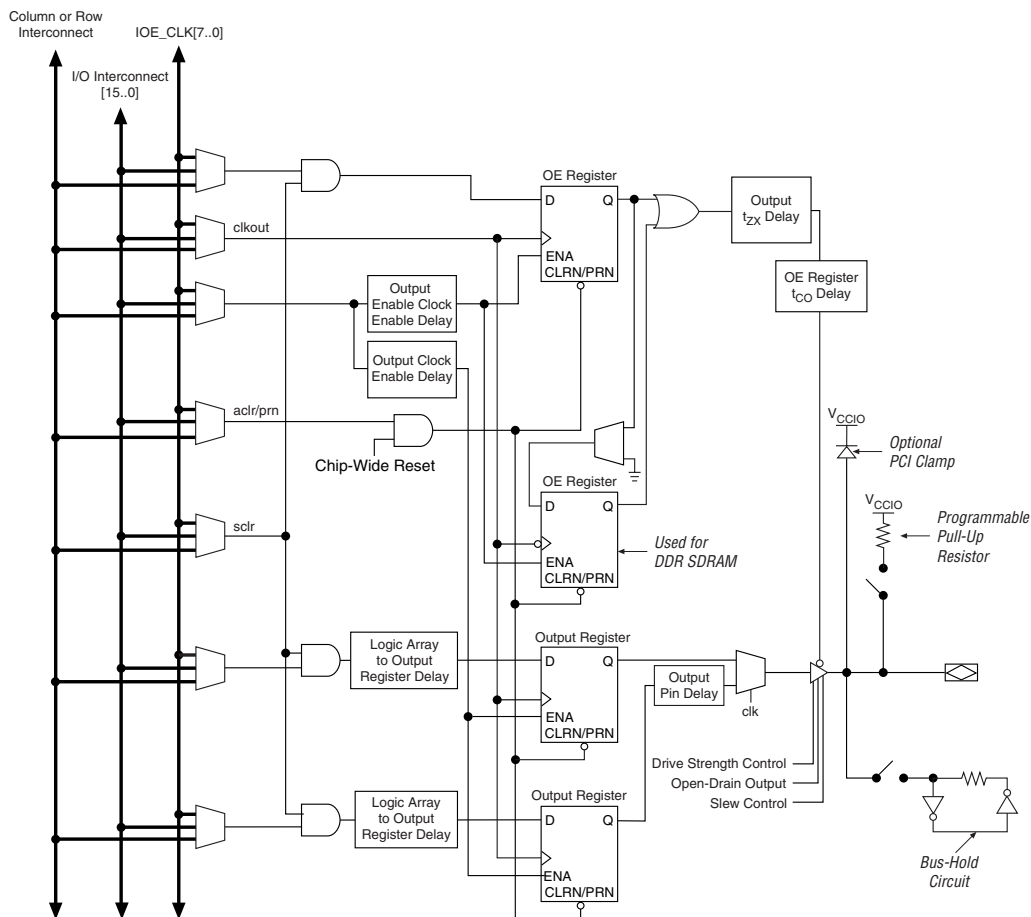 Column or Row
Interconnect
IOE_CLK[7..0]
I/O Interconnect
[15..0]
OE Register
D
Q
ENA
CLRN/PRN
clkout
Output
t_ZX Delay
OE Register
t_CO Delay
Output
Enable Clock
Enable Delay
Output Clock
Enable Delay
aclr/prn
Chip-Wide Reset
V_CCIO
Optional
PCI Clamp
OE Register
D
Q
ENA
CLRN/PRN
Used for
DDR SDRAM
V_CCIO
Programmable
Pull-Up
Resistor
sclr
Logic Array
to Output
Register Delay
Output Register
D
Q
ENA
CLRN/PRN
Output
Pin Delay
clk
Drive Strength Control
Open-Drain Output
Slew Control
Logic Array
to Output
Register Delay
Output Register
D
Q
ENA
CLRN/PRN
Bus-Hold
Circuit